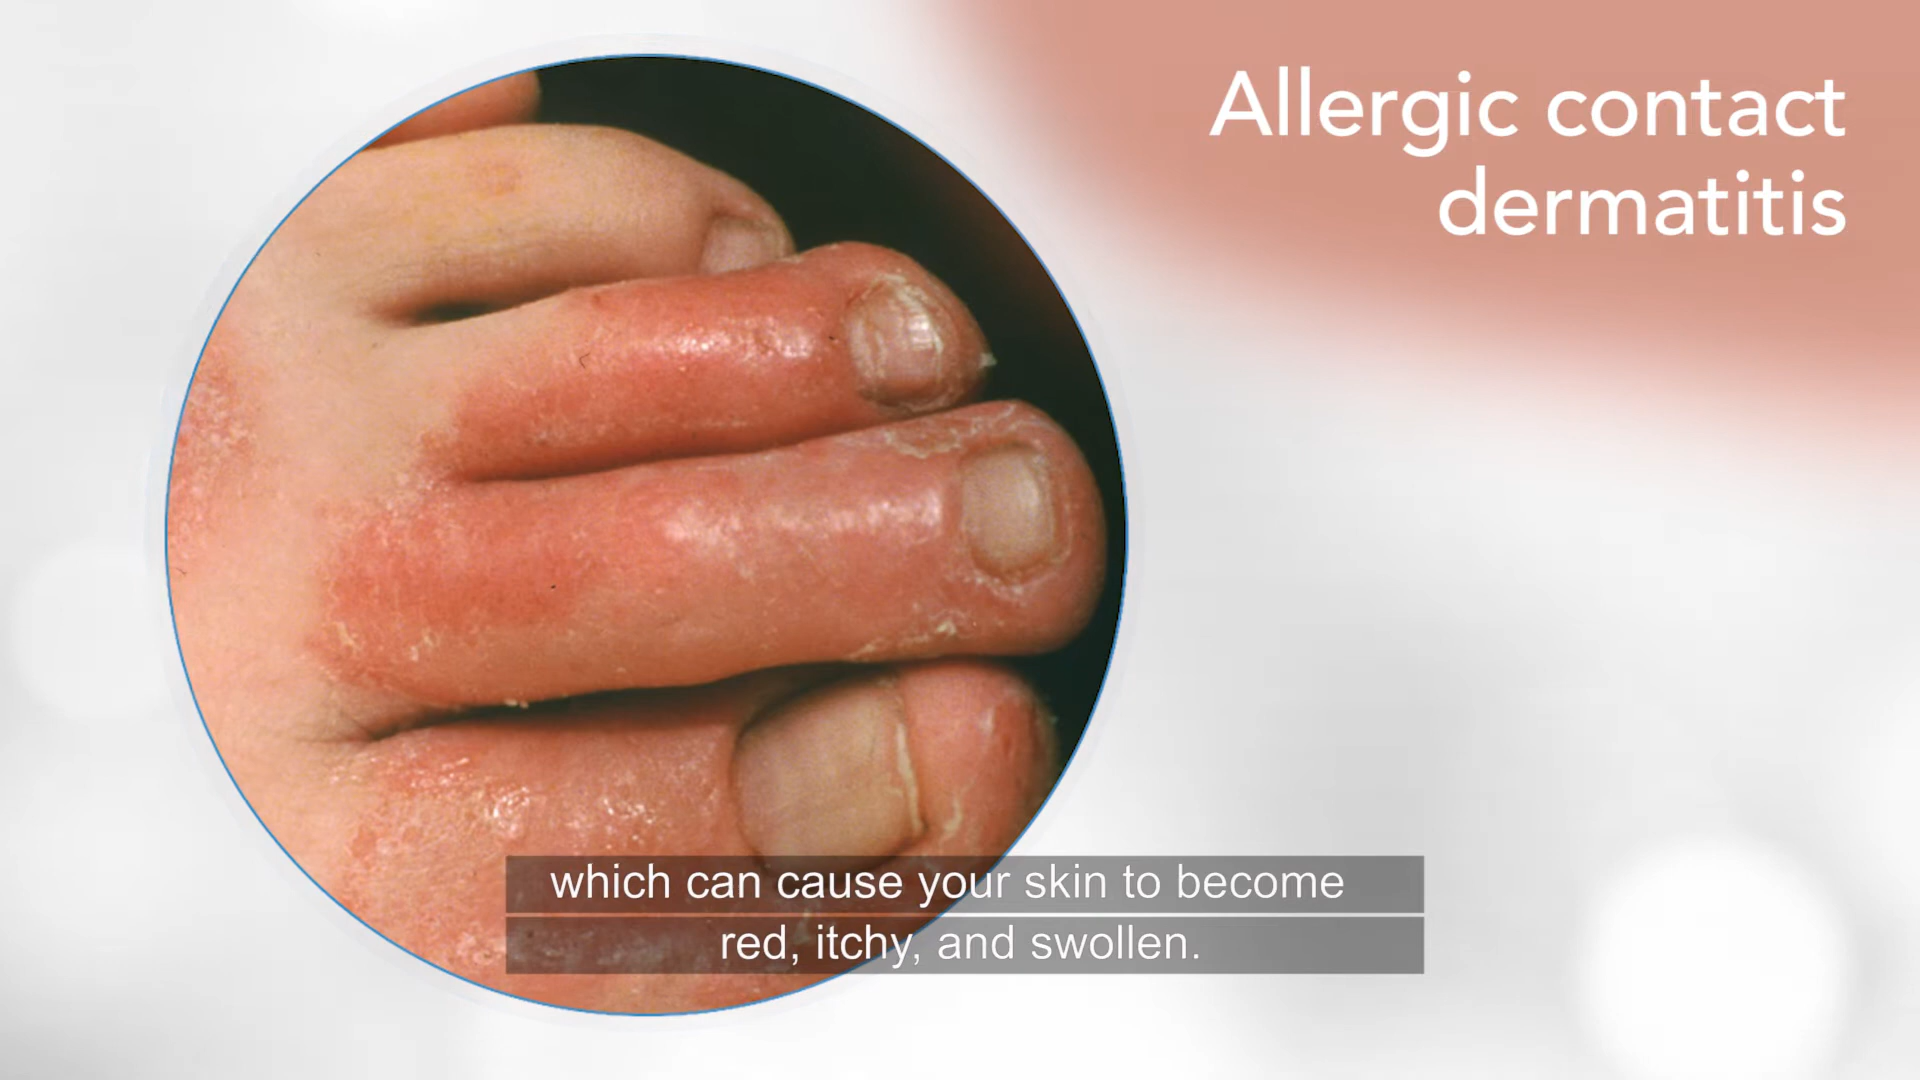 Allergic contact
dermatitis
which can cause your skin to become
red, itchy, and swollen.